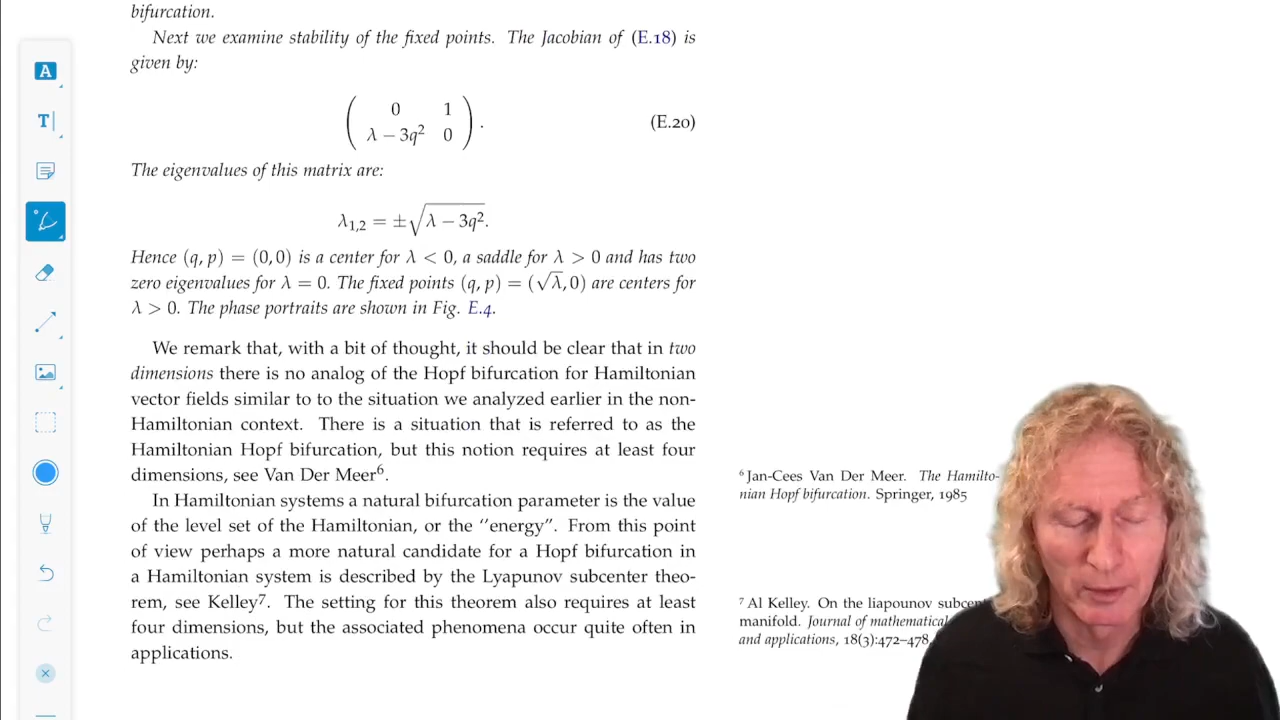 bifurcation.
Next we examine stability of the fixed points. The Jacobian of (E.18) is
given by:
( 0 1
λ − 3q² 0 ) . (E.20)
The eigenvalues of this matrix are:
λ₁,₂ = ±√(λ − 3q²).
Hence (q, p) = (0, 0) is a center for λ < 0, a saddle for λ > 0 and has two
zero eigenvalues for λ = 0. The fixed points (q, p) = (√λ, 0) are centers for
λ > 0. The phase portraits are shown in Fig. E.4.
We remark that, with a bit of thought, it should be clear that in two
dimensions there is no analog of the Hopf bifurcation for Hamiltonian
vector fields similar to to the situation we analyzed earlier in the non-
Hamiltonian context. There is a situation that is referred to as the
Hamiltonian Hopf bifurcation, but this notion requires at least four
dimensions, see Van Der Meer⁶.
In Hamiltonian systems a natural bifurcation parameter is the value
of the level set of the Hamiltonian, or the ″energy″. From this point
of view perhaps a more natural candidate for a Hopf bifurcation in
a Hamiltonian system is described by the Lyapunov subcenter theo-
rem, see Kelley⁷. The setting for this theorem also requires at least
four dimensions, but the associated phenomena occur quite often in
applications.
⁶ Jan-Cees Van Der Meer. The Hamilto-
nian Hopf bifurcation. Springer, 1985
⁷ Al Kelley. On the liapounov subcen
manifold. Journal of mathematical
and applications, 18(3):472–478,
A
T